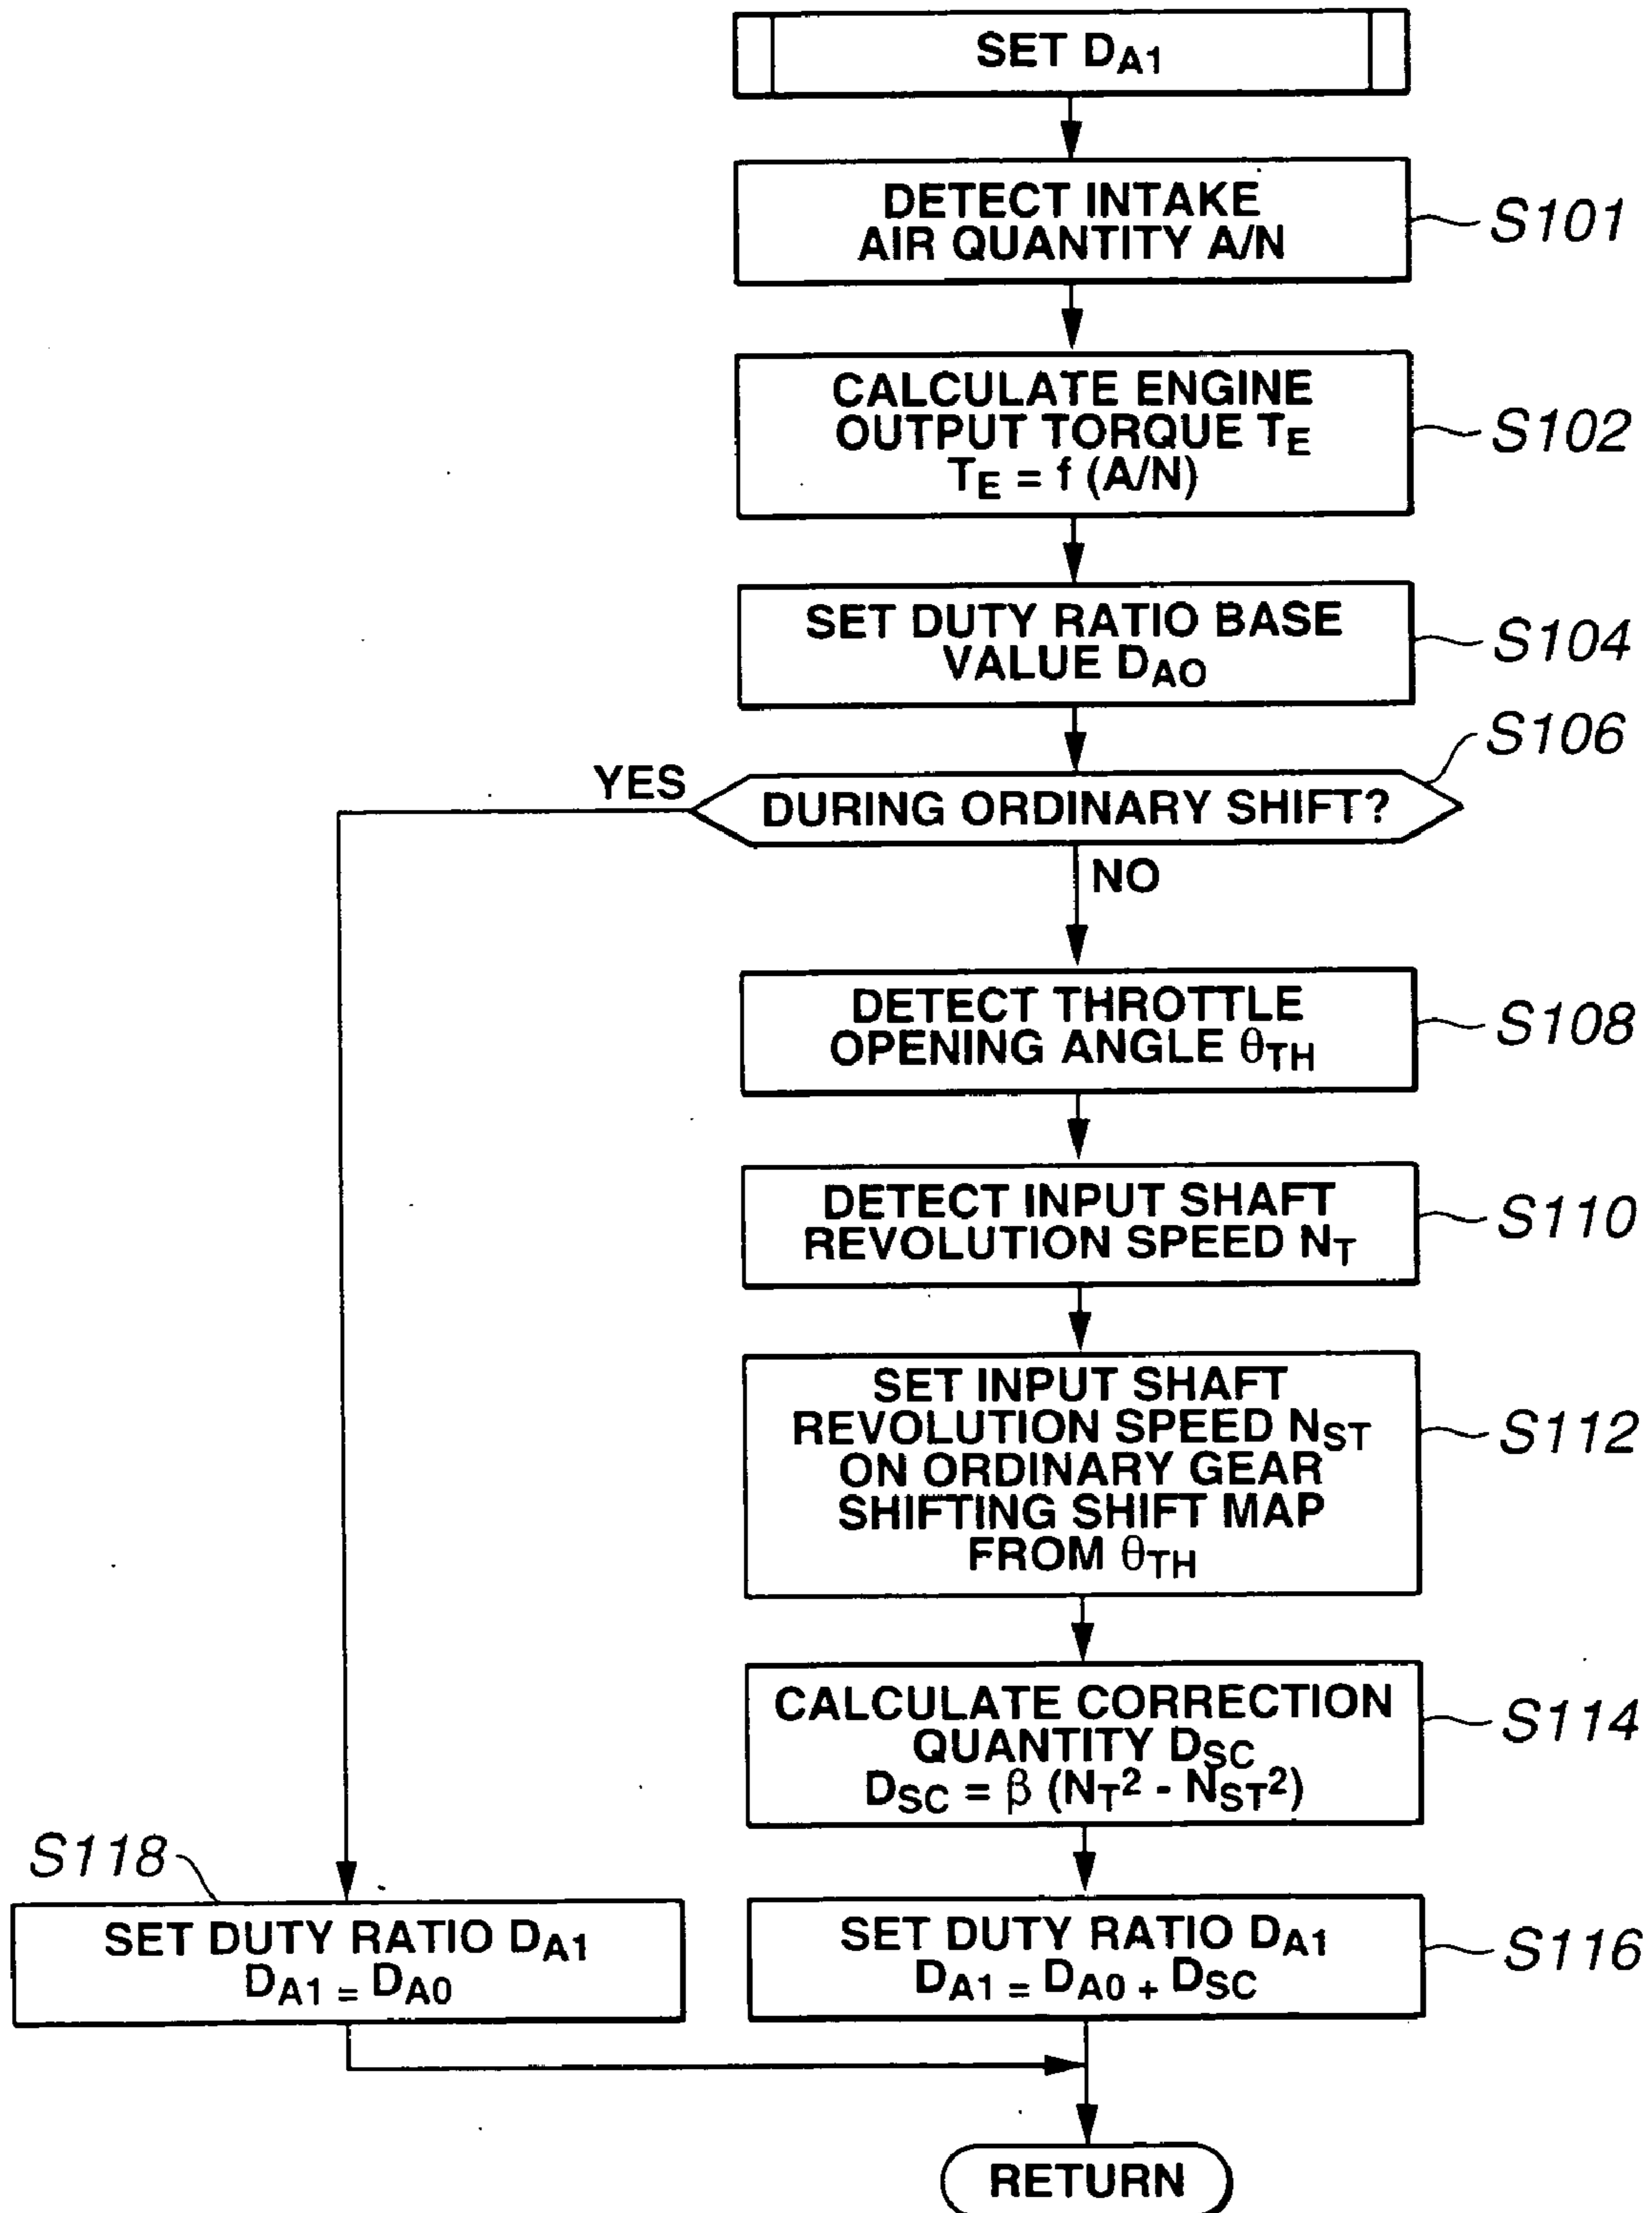 SET DA1
DETECT INTAKE
AIR QUANTITY A/N
S101
CALCULATE ENGINE
OUTPUT TORQUE TE
TE = f (A/N)
S102
SET DUTY RATIO BASE
VALUE DAO
S104
S106
YES
DURING ORDINARY SHIFT?
NO
DETECT THROTTLE
OPENING ANGLE θTH
S108
DETECT INPUT SHAFT
REVOLUTION SPEED NT
S110
SET INPUT SHAFT
REVOLUTION SPEED NST
ON ORDINARY GEAR
SHIFTING SHIFT MAP
FROM θTH
S112
CALCULATE CORRECTION
QUANTITY DSC
DSC = β (NT² - NST²)
S114
S118
SET DUTY RATIO DA1
DA1 = DA0
SET DUTY RATIO DA1
DA1 = DA0 + DSC
S116
RETURN